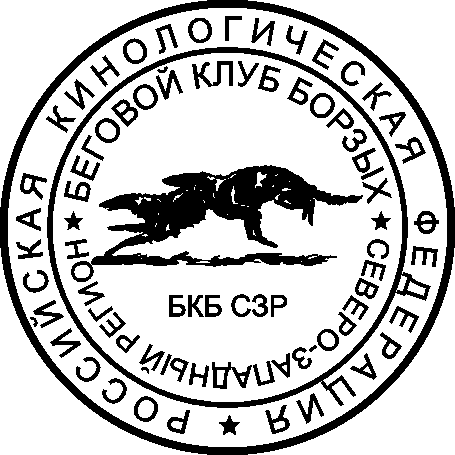 РОССИЙСКАЯ КИНОЛОГИЧЕСКАЯ ФЕДЕРАЦИЯ
БЕГОВОЙ КЛУБ БОРЗЫХ
СЕВЕРО-ЗАПАДНЫЙ РЕГИОН
БКБ СЗР